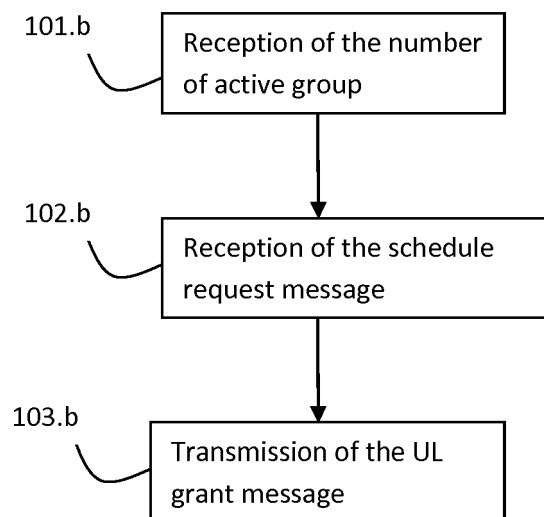 101.b
Reception of the number
of active group
102.b
Reception of the schedule
request message
103.b
Transmission of the UL
grant message